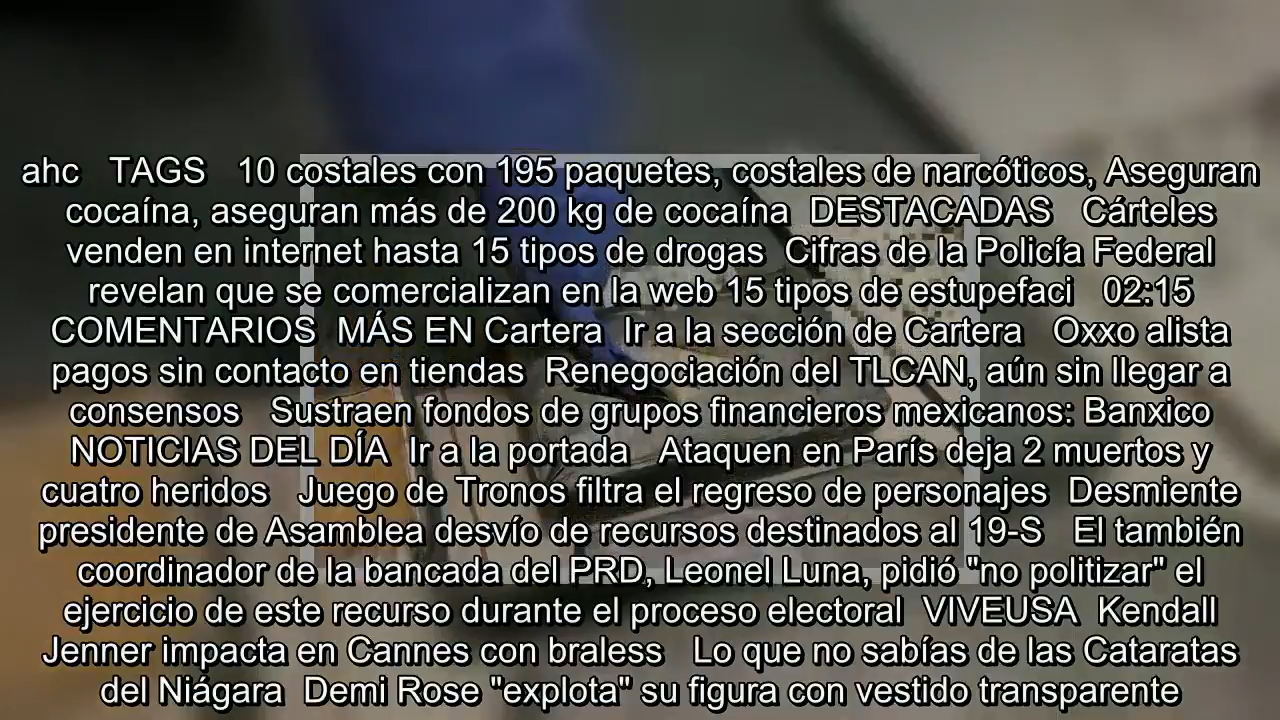 ahc TAGS 10 costales con 195 paquetes, costales de narcóticos, Aseguran
cocaína, aseguran más de 200 kg de cocaína DESTACADAS Cárteles
venden en internet hasta 15 tipos de drogas Cifras de la Policía Federal
revelan que se comercializan en la web 15 tipos de estupefaci 02:15
COMENTARIOS MÁS EN Cartera Ir a la sección de Cartera Oxxo alista
pagos sin contacto en tiendas Renegociación del TLCAN, aún sin llegar a
consensos Sustraen fondos de grupos financieros mexicanos: Banxico
NOTICIAS DEL DÍA Ir a la portada Ataquen en París deja 2 muertos y
cuatro heridos Juego de Tronos filtra el regreso de personajes Desmiente
presidente de Asamblea desvío de recursos destinados al 19-S El también
coordinador de la bancada del PRD, Leonel Luna, pidió "no politizar" el
ejercicio de este recurso durante el proceso electoral VIVEUSA Kendall
Jenner impacta en Cannes con braless Lo que no sabías de las Cataratas
del Niágara Demi Rose "explota" su figura con vestido transparente